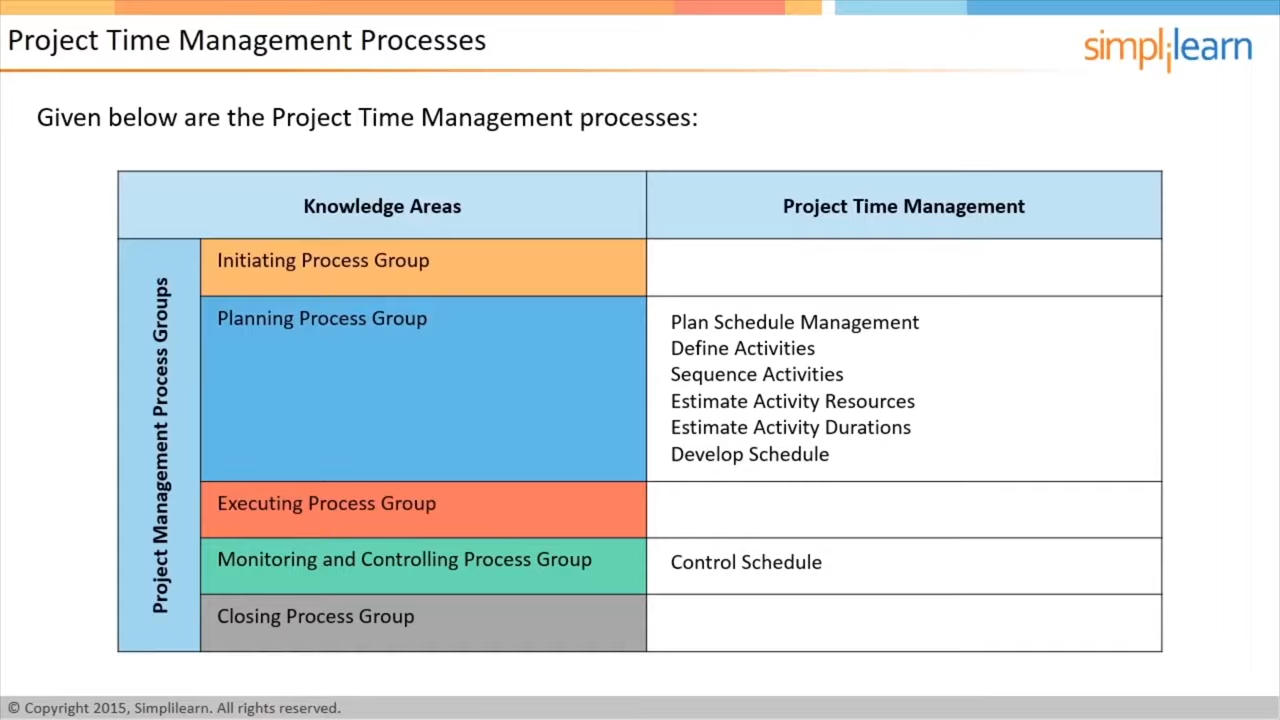 Project Time Management Processes
simplilearn
Given below are the Project Time Management processes:
Knowledge Areas
Project Time Management
Project Management Process Groups
Initiating Process Group
Planning Process Group
Plan Schedule Management
Define Activities
Sequence Activities
Estimate Activity Resources
Estimate Activity Durations
Develop Schedule
Executing Process Group
Monitoring and Controlling Process Group
Control Schedule
Closing Process Group
© Copyright 2015, Simplilearn. All rights reserved.